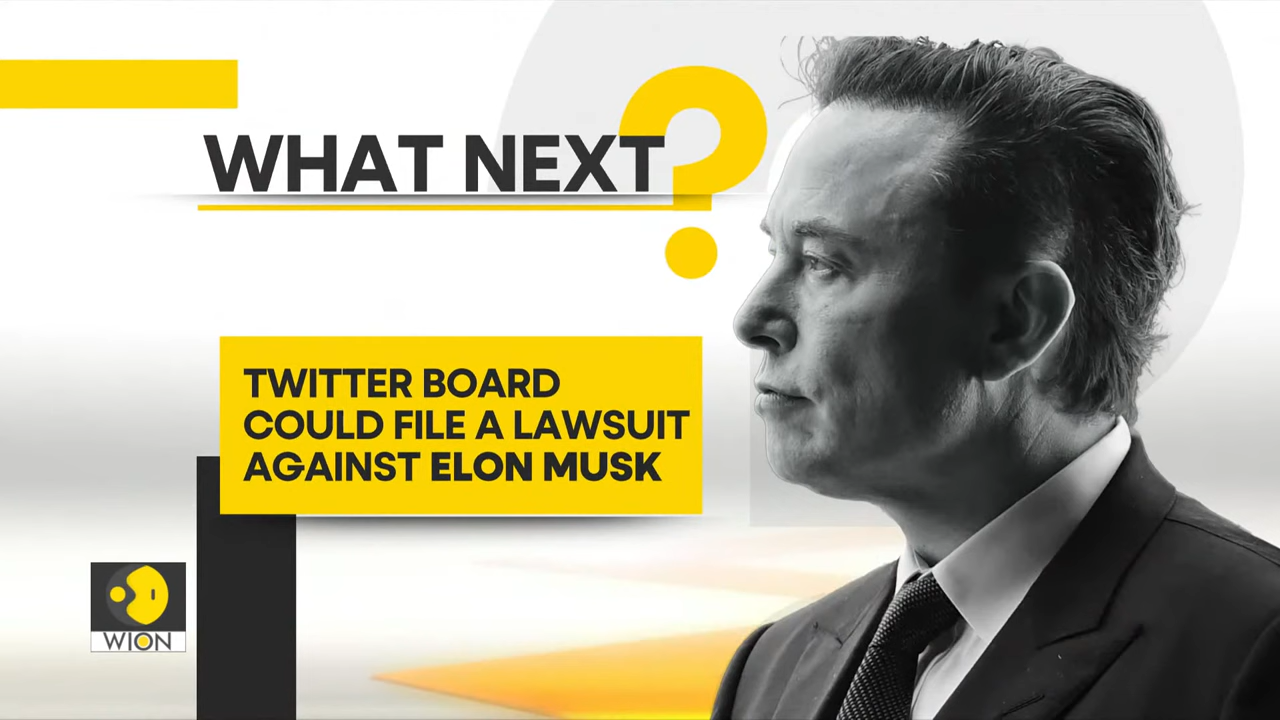 WHAT NEXT?
TWITTER BOARD
COULD FILE A LAWSUIT
AGAINST ELON MUSK
WION